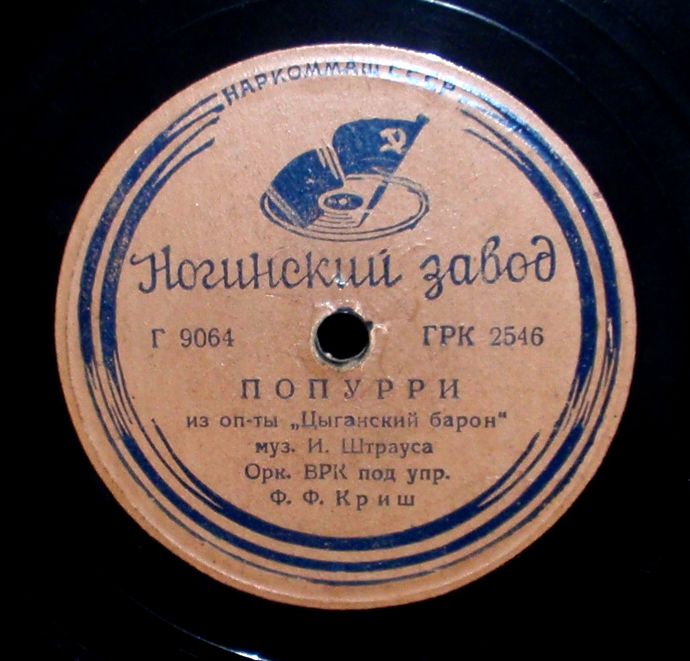 НАРКОММАШ СССР
Ногинский завод
Г 9064 ГРК 2546
ПОПУРРИ
из оп-ты „Цыганский барон"
муз. И. Штрауса
Орк. ВРК под упр.
Ф. Ф. Криш